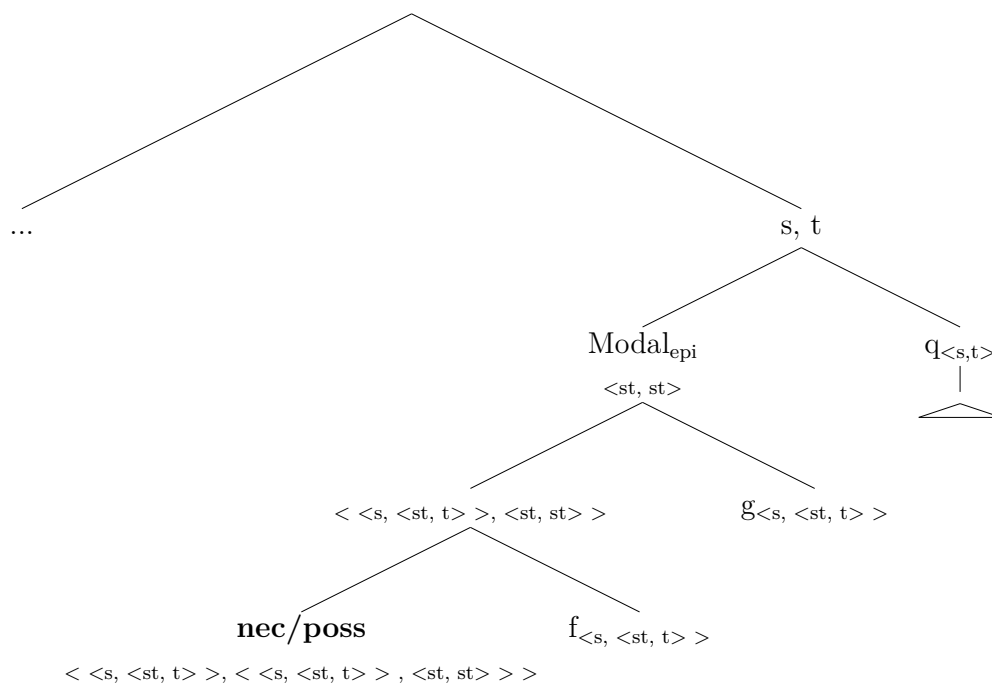 ...
s, t
Modal_epi
q_<s,t>
<st, st>
< <s, <st, t> >, <st, st> >
g_<s, <st, t> >
nec/poss
f_<s, <st, t> >
< <s, <st, t> >, < <s, <st, t> > , <st, st> > >